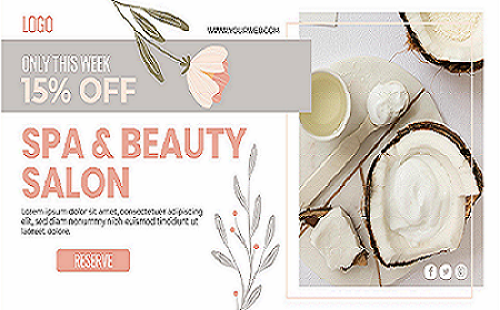 LOGO
WWW.YOURWEB.COM
ONLY THIS WEEK
15% OFF
SPA & BEAUTY
SALON
Lorem ipsum dolor sit amet, consectetuer adipiscing
elit, sed diam nonummy nibh euismod tincidunt ut
laoreet dolore.
RESERVE